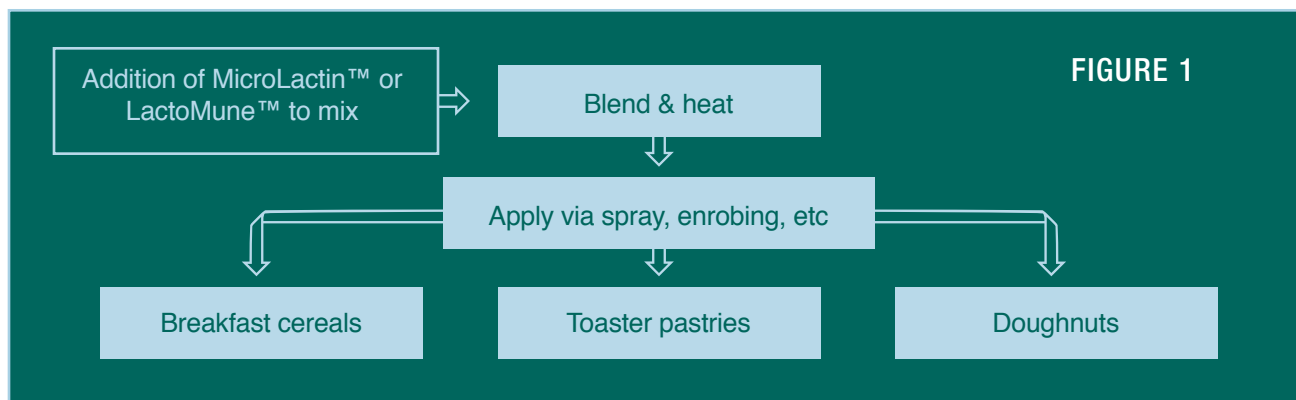 FIGURE 1
Addition of MicroLactin™ or
LactoMune™ to mix
Blend & heat
Apply via spray, enrobing, etc
Breakfast cereals
Toaster pastries
Doughnuts